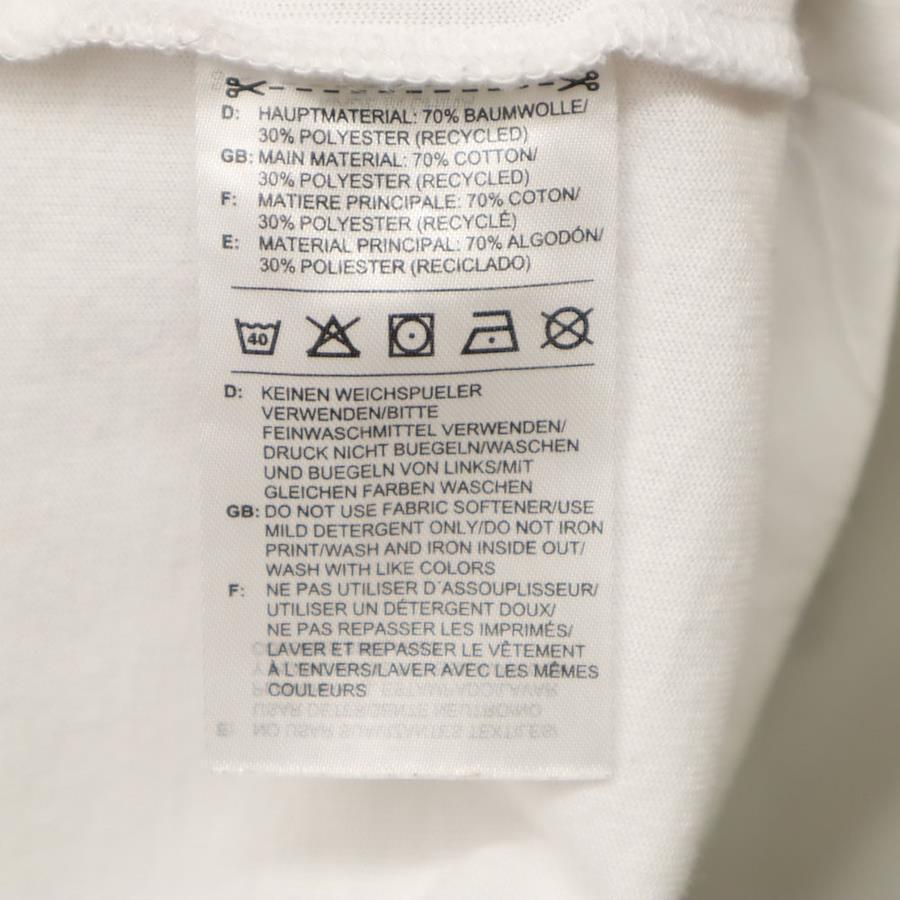 D: HAUPTMATERIAL: 70% BAUMWOLLE/
30% POLYESTER (RECYCLED)
GB: MAIN MATERIAL: 70% COTTON/
30% POLYESTER (RECYCLED)
F: MATIERE PRINCIPALE: 70% COTON/
30% POLYESTER (RECYCLÉ)
E: MATERIAL PRINCIPAL: 70% ALGODÓN/
30% POLIESTER (RECICLADO)
40
D: KEINEN WEICHSPUELER
VERWENDEN/BITTE
FEINWASCHMITTEL VERWENDEN/
DRUCK NICHT BUEGELN/WASCHEN
UND BUEGELN VON LINKS/MIT
GLEICHEN FARBEN WASCHEN
GB: DO NOT USE FABRIC SOFTENER/USE
MILD DETERGENT ONLY/DO NOT IRON
PRINT/WASH AND IRON INSIDE OUT/
WASH WITH LIKE COLORS
F: NE PAS UTILISER D'ASSOUPLISSEUR/
UTILISER UN DÉTERGENT DOUX/
NE PAS REPASSER LES IMPRIMÉS/
LAVER ET REPASSER LE VÊTEMENT
À L'ENVERS/LAVER AVEC LES MÊMES
COULEURS